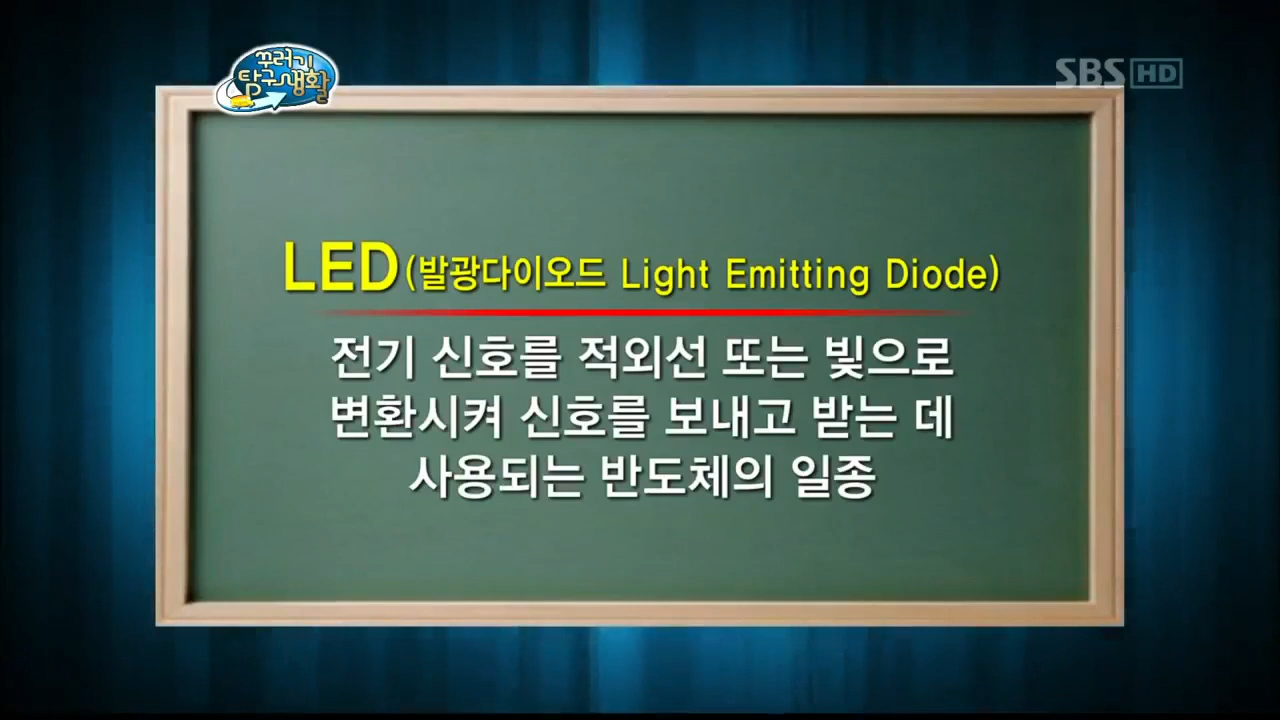 꾸러기
탐구생활
SBS HD
LED(발광다이오드 Light Emitting Diode)
전기 신호를 적외선 또는 빛으로
변환시켜 신호를 보내고 받는 데
사용되는 반도체의 일종